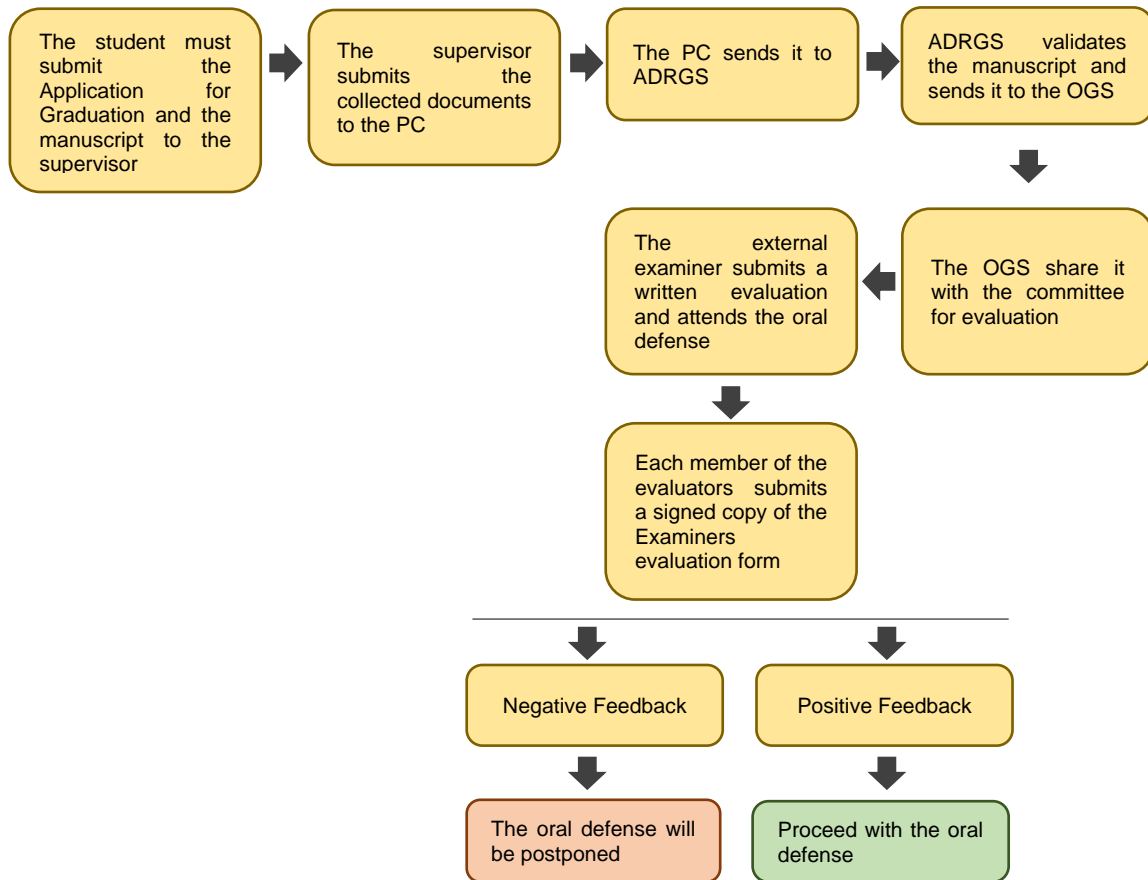 The student must
submit the
Application for
Graduation and the
manuscript to the
supervisor
The supervisor
submits the
collected documents
to the PC
The PC sends it to
ADRGS
ADRGS validates
the manuscript and
sends it to the OGS
The OGS share it
with the committee
for evaluation
The external
examiner submits a
written evaluation
and attends the oral
defense
Each member of the
evaluators submits
a signed copy of the
Examiners
evaluation form
Negative Feedback
Positive Feedback
The oral defense will
be postponed
Proceed with the oral
defense